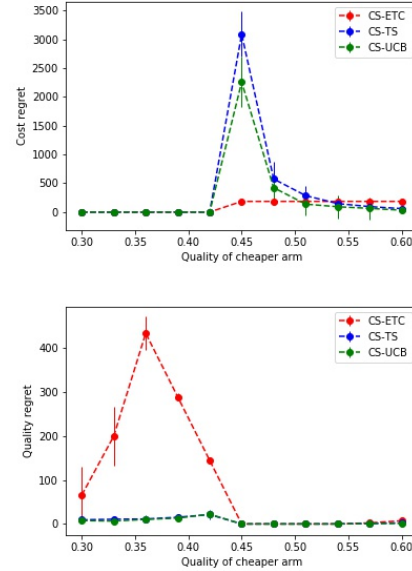 3500
3000
2500
2000
1500
1000
500
0
Cost regret
CS-ETC
CS-TS
CS-UCB
0.30 0.35 0.40 0.45 0.50 0.55 0.60
Quality of cheaper arm
400
300
200
100
0
Quality regret
CS-ETC
CS-TS
CS-UCB
0.30 0.35 0.40 0.45 0.50 0.55 0.60
Quality of cheaper arm